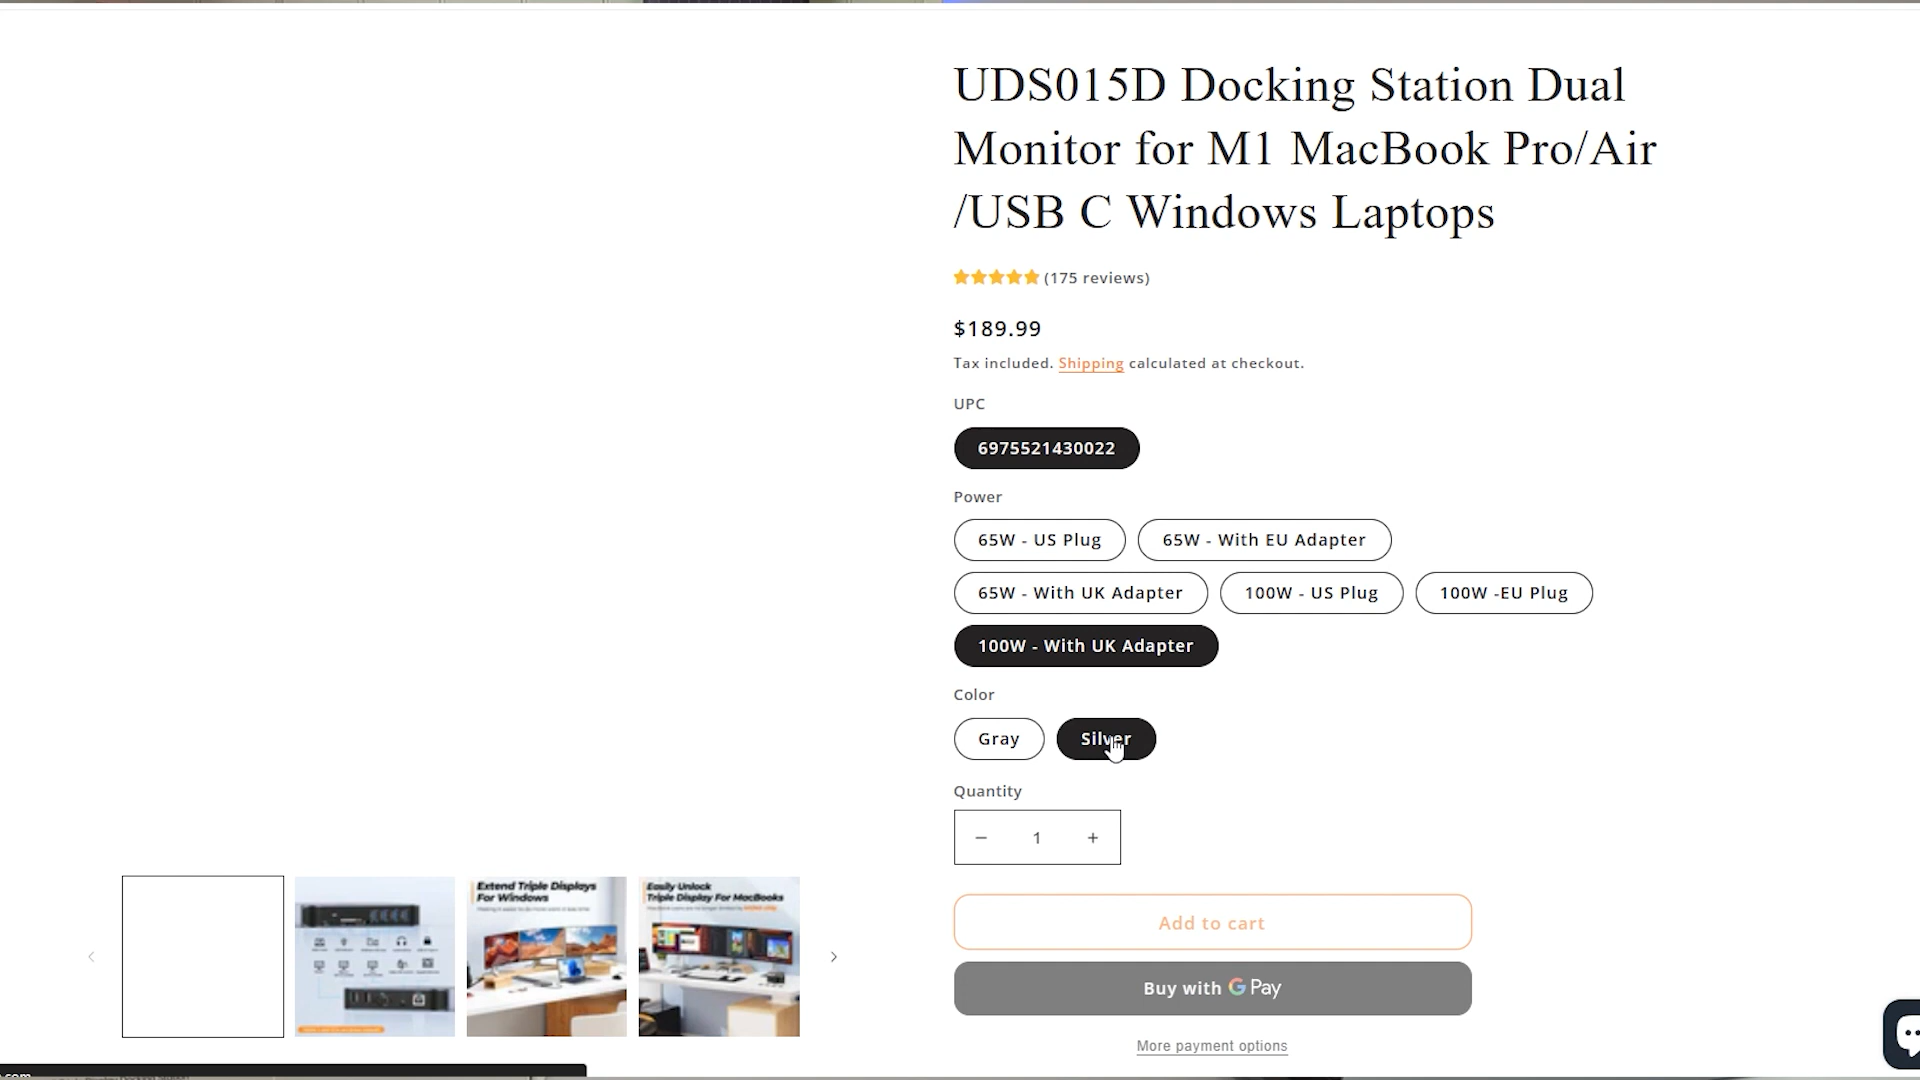 UDS015D Docking Station Dual
Monitor for M1 MacBook Pro/Air
/USB C Windows Laptops
(175 reviews)
$189.99
Tax included. Shipping calculated at checkout.
UPC
6975521430022
Power
65W - US Plug
65W - With EU Adapter
65W - With UK Adapter
100W - US Plug
100W -EU Plug
100W - With UK Adapter
Color
Gray
Silver
Quantity
− 1 +
Extend Triple Displays
For Windows
Easily Unlock
Triple Display For MacBooks
Add to cart
Buy with G Pay
More payment options